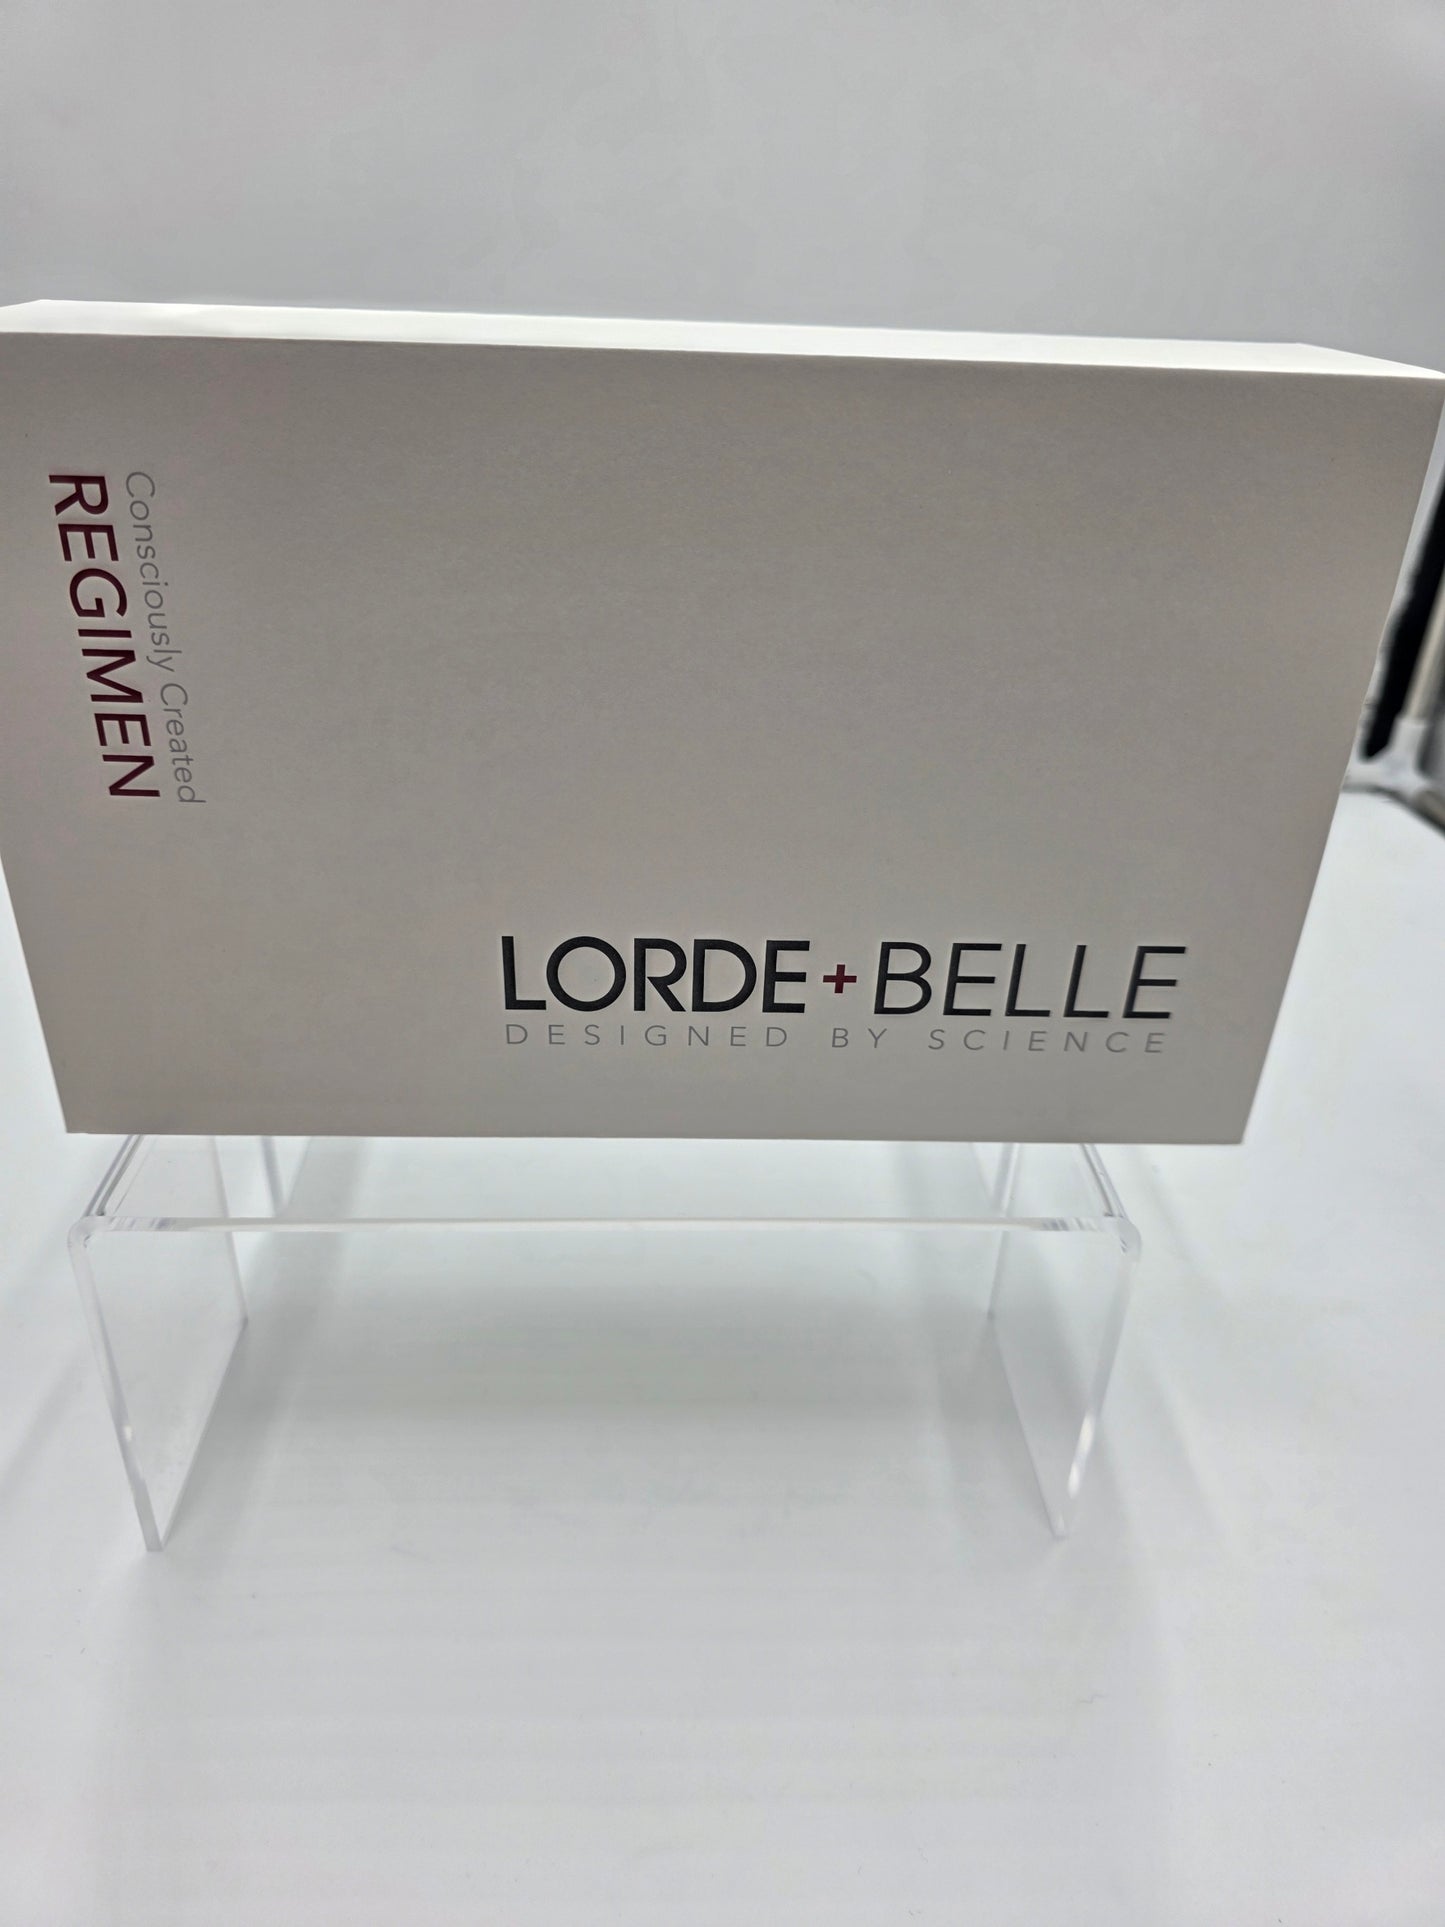 Consciously Created
REGIMEN
LORDE+BELLE
DESIGNED BY SCIENCE